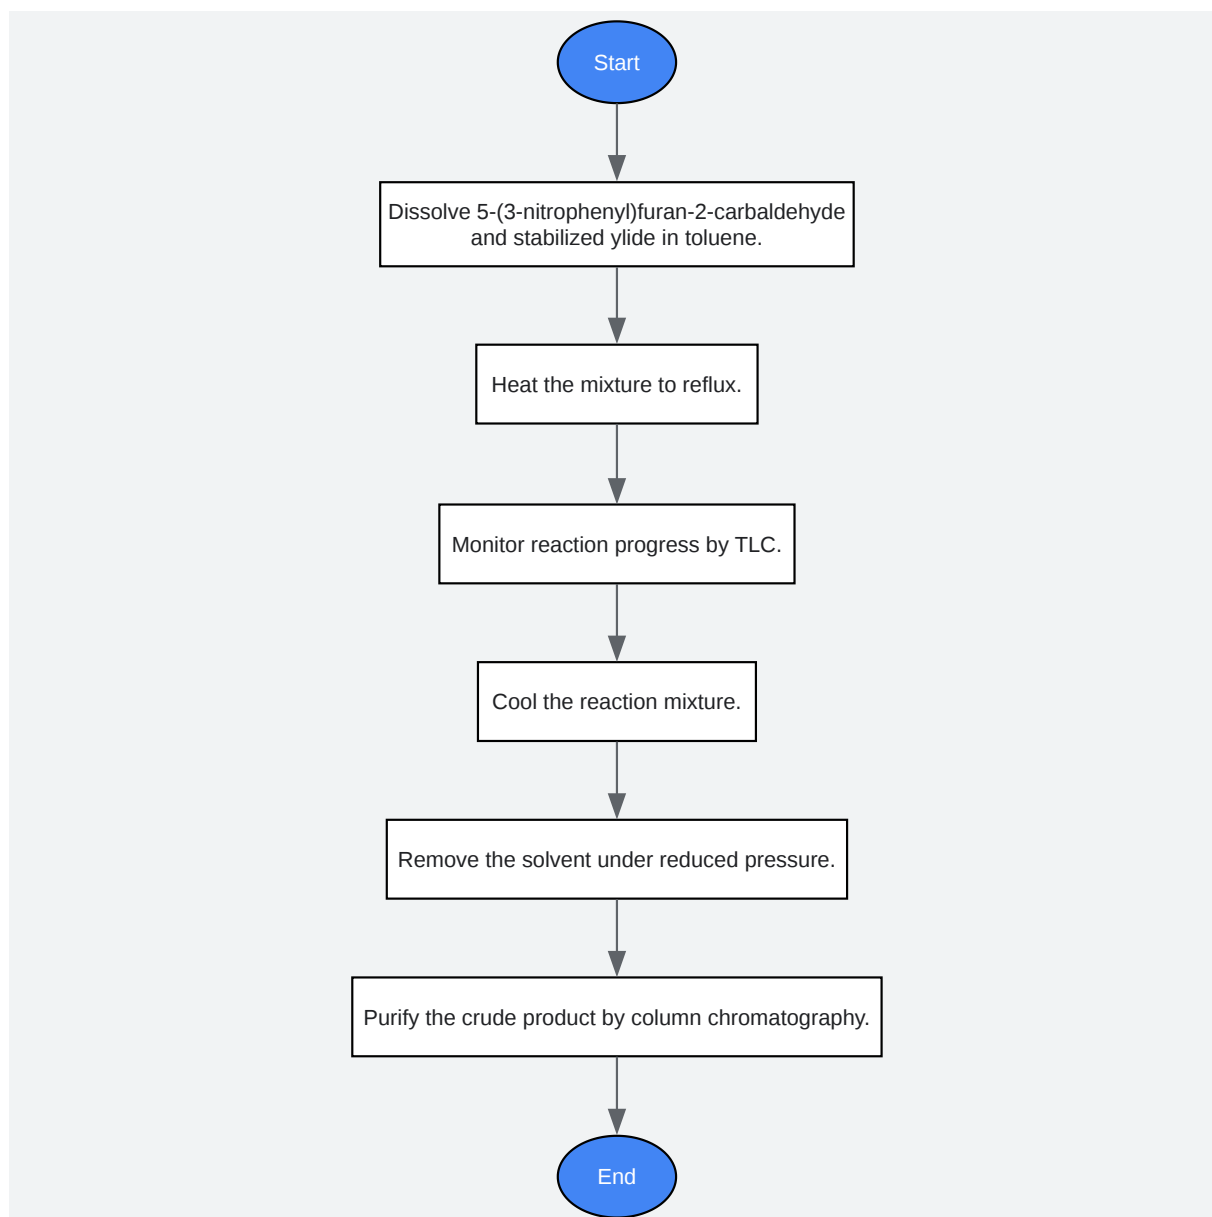 Start
Dissolve 5-(3-nitrophenyl)furan-2-carbaldehyde
and stabilized ylide in toluene.
Heat the mixture to reflux.
Monitor reaction progress by TLC.
Cool the reaction mixture.
Remove the solvent under reduced pressure.
Purify the crude product by column chromatography.
End